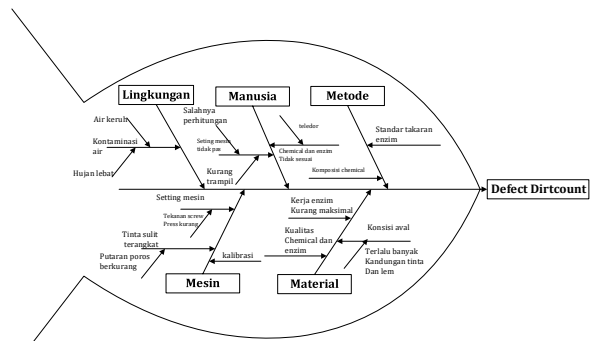 Lingkungan
Manusia
Metode
Salahnya
perhitungan
Air keruh
teledor
Standar takaran
enzim
Kontaminasi
air
Seting mesin
tidak pas
Chemical dan enzim
Tidak sesuai
Hujan lebat
Kurang
trampil
Komposisi chemical
Defect Dirtcount
Setting mesin
Tekanan screw
Press kurang
Kerja enzim
Kurang maksimal
Tinta sulit
terangkat
Kualitas
Chemical dan
enzim
Konsisi aval
Putaran poros
berkurang
kalibrasi
Terlalu banyak
Kandungan tinta
Dan lem
Mesin
Material